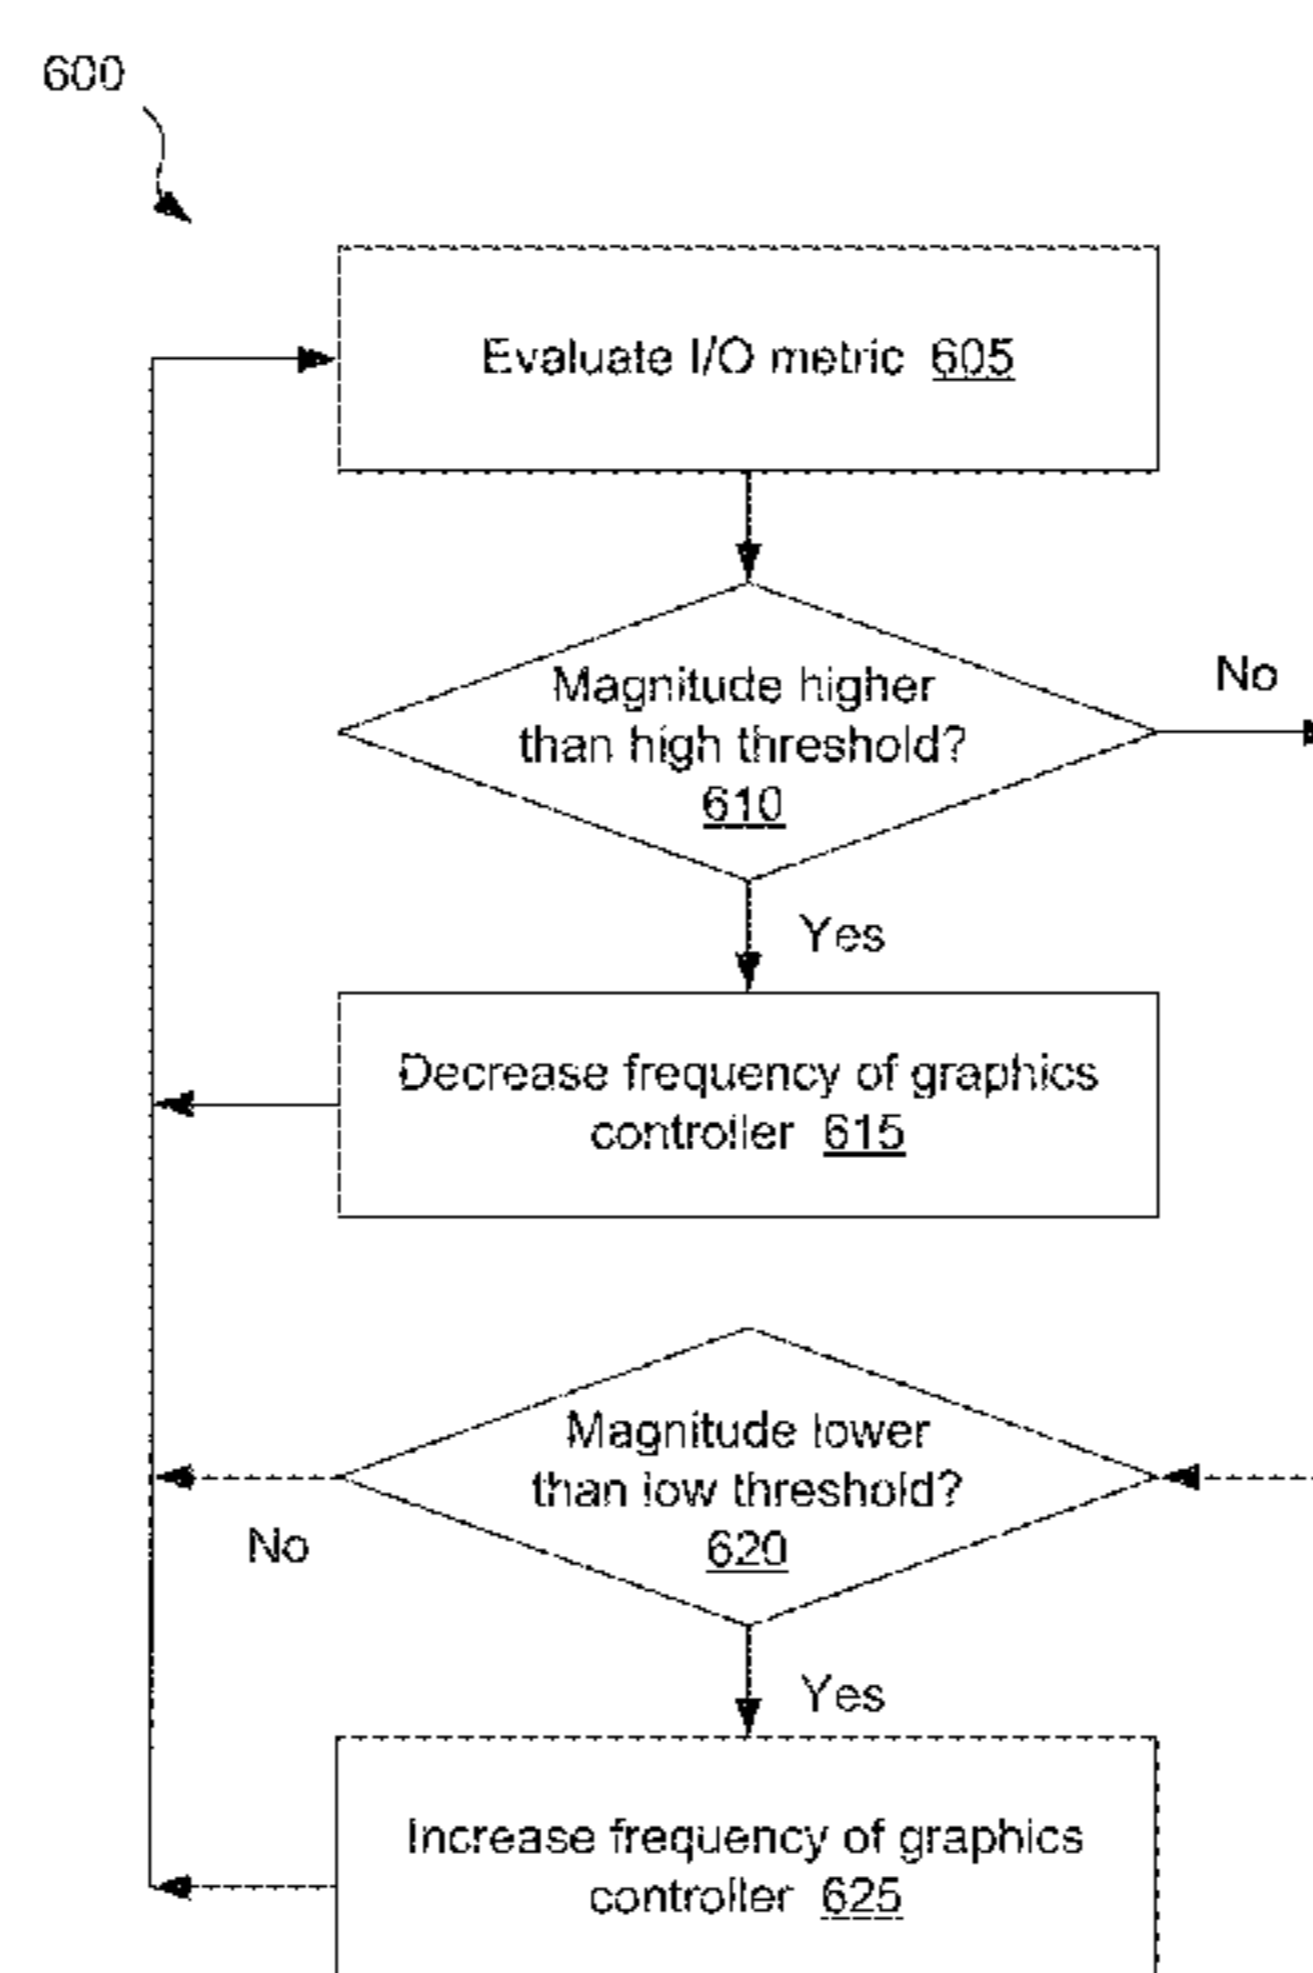 600
Evaluate I/O metric 605
Magnitude higher
than high threshold?
610
No
Yes
Decrease frequency of graphics
controller 615
Magnitude lower
than low threshold?
620
No
Yes
Increase frequency of graphics
controller 625